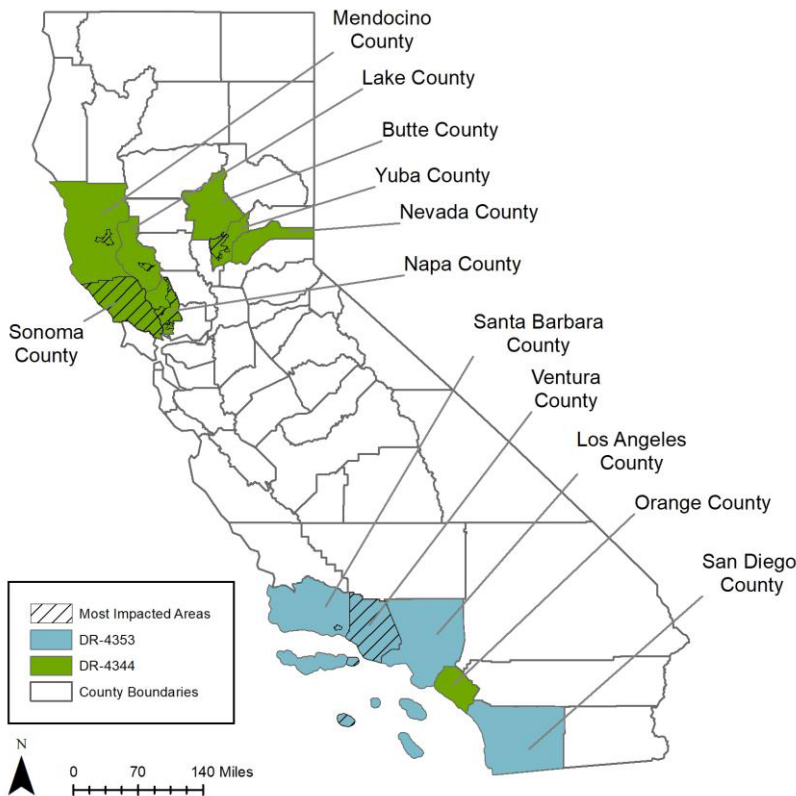 Mendocino
County
Lake County
Butte County
Yuba County
Nevada County
Napa County
Sonoma
County
Santa Barbara
County
Ventura
County
Los Angeles
County
Orange County
San Diego
County
Most Impacted Areas
DR-4353
DR-4344
County Boundaries
N
0 70 140 Miles